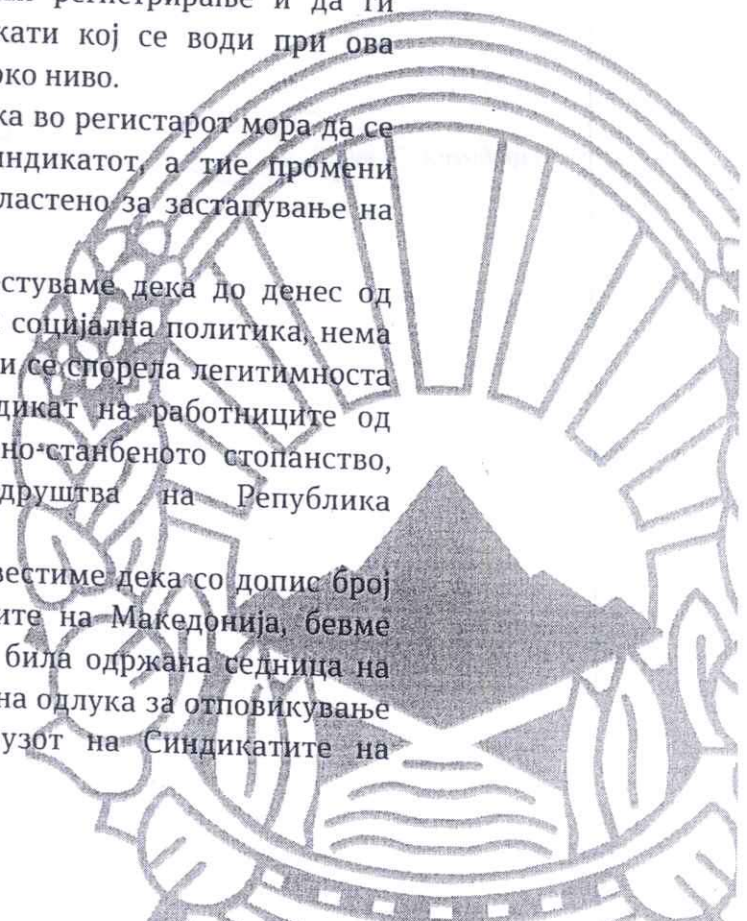 регистрирање и да ги
кати кој се води при ова
ко ниво.
ка во регистарот мора да се
индикатот, а тие промени
ластено за застапување на
стуваме дека до денес од
социјална политика, нема
и се спорела легитимноста
дикат на работниците од
но-станбеното стопанство,
друштва на Република
вестиме дека со допис број
ите на Македонија, бевме
била одржана седница на
на одлука за отповикување
узот на Синдикатите на